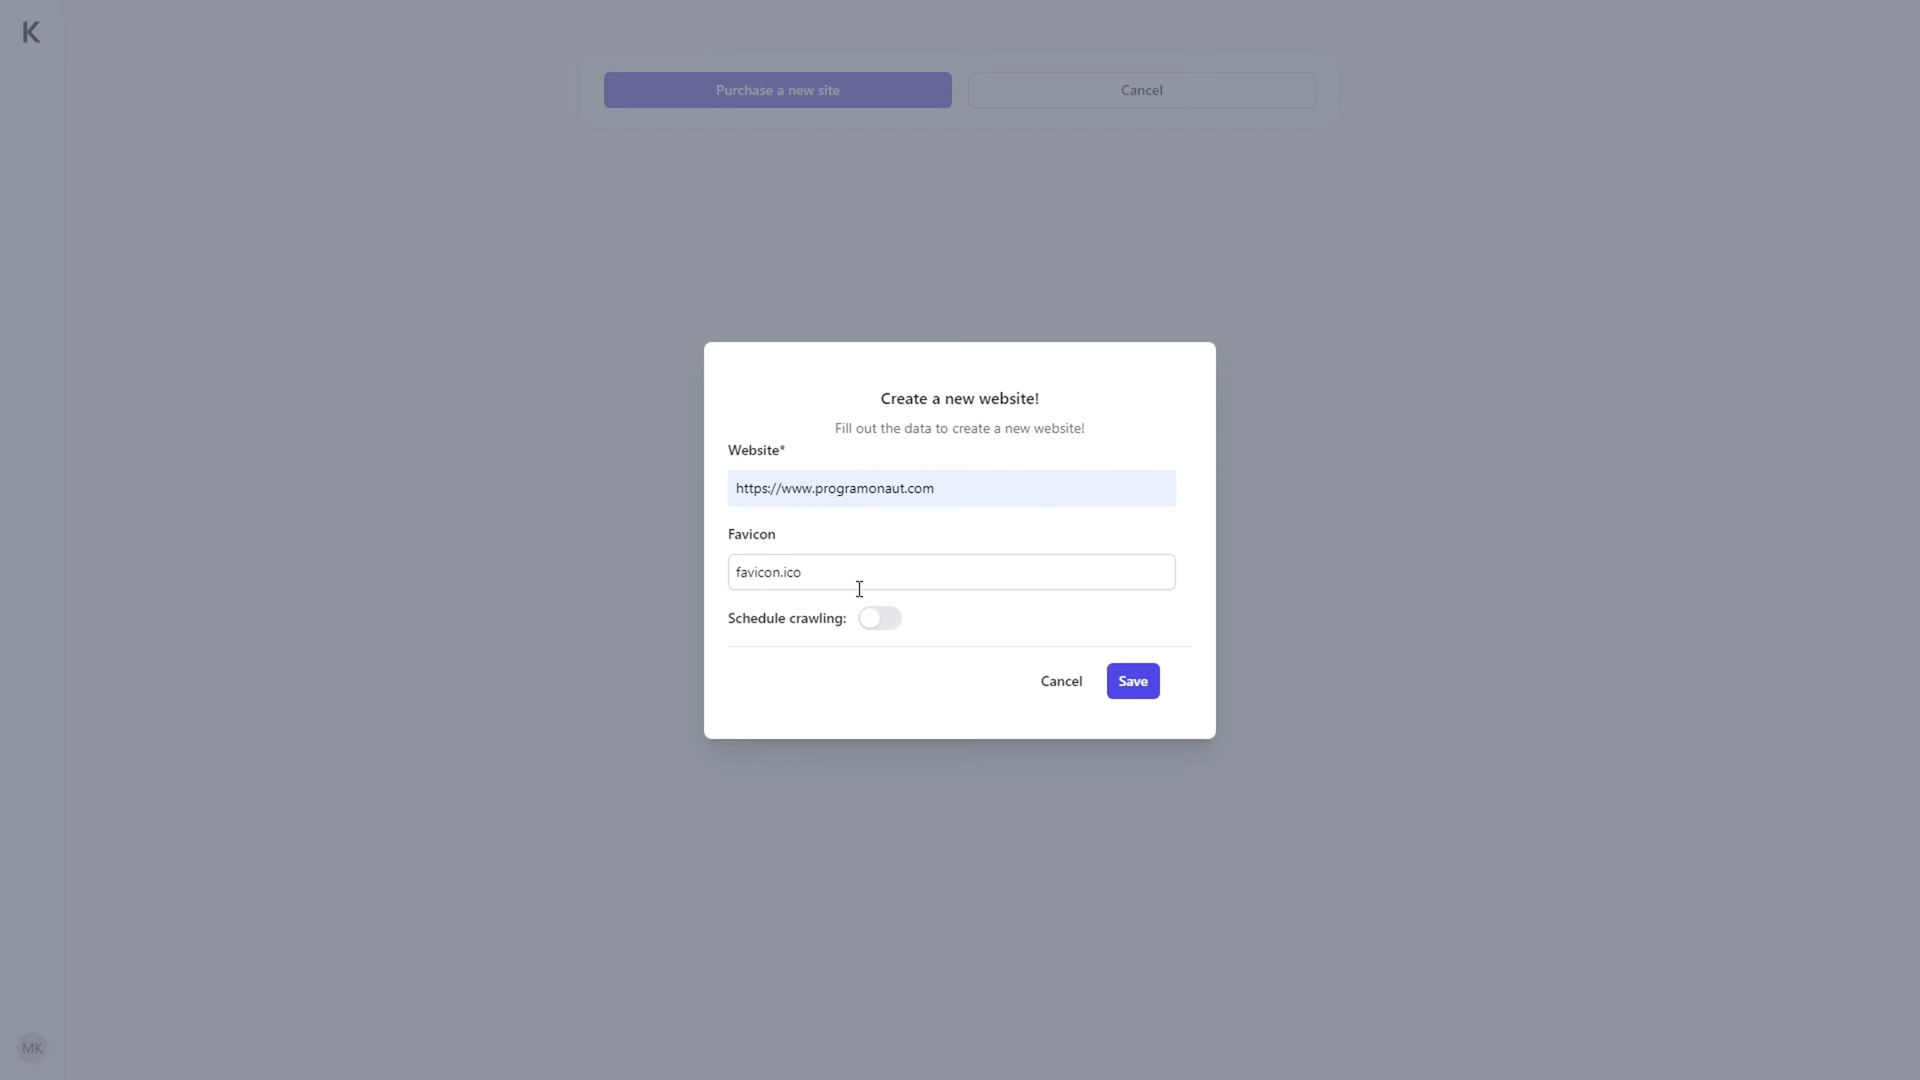 K
Purchase a new site
Cancel
Create a new website!
Fill out the data to create a new website!
Website*
https://www.programonaut.com
Favicon
favicon.ico
Schedule crawling:
Cancel
Save
MK